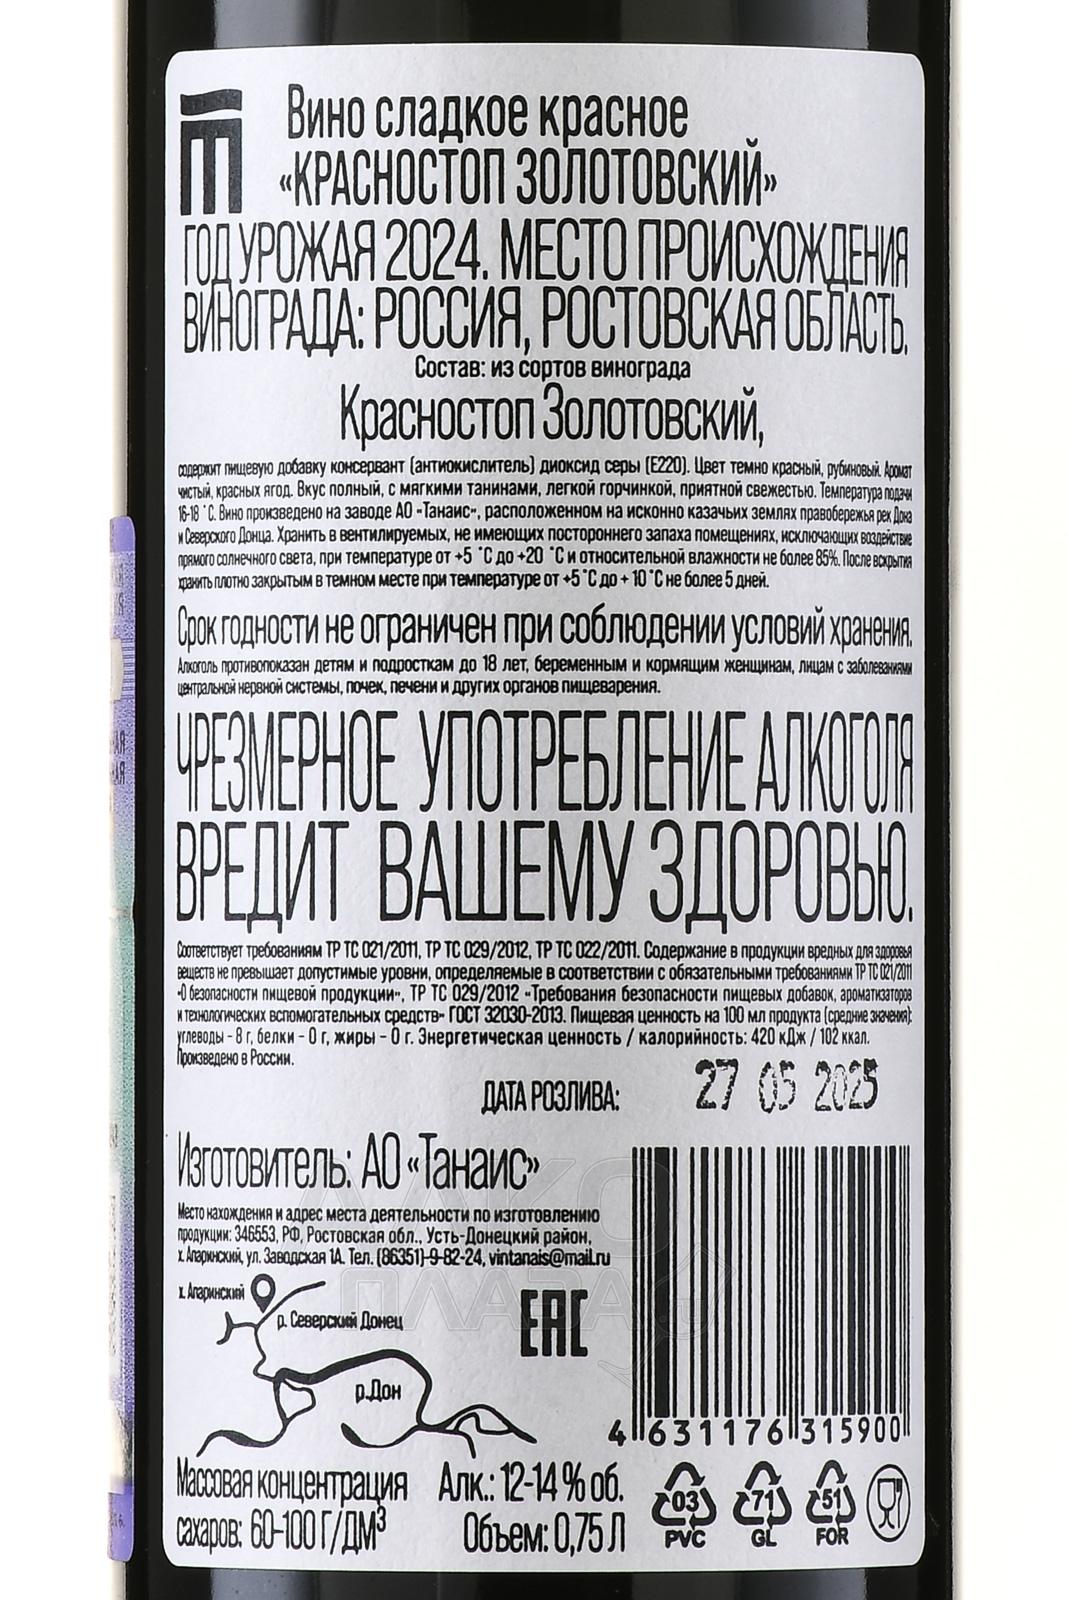 Вино сладкое красное
«КРАСНОСТОП ЗОЛОТОВСКИЙ»
ГОД УРОЖАЯ 2024. МЕСТО ПРОИСХОЖДЕНИЯ
ВИНОГРАДА: РОССИЯ, РОСТОВСКАЯ ОБЛАСТЬ.
Состав: из сортов винограда
Красностоп Золотовский,
содержит пищевую добавку консервант (антиокислитель) диоксид серы (Е220). Цвет темно красный, рубиновый. Аромат
чистый, красных ягод. Вкус полный, с мягкими танинами, легкой горчинкой, приятной свежестью. Температура подачи
16-18 °С. Вино произведено на заводе АО «Танаис», расположенном на исконно казачьих землях правобережья рек Дона
и Северского Донца. Хранить в вентилируемых, не имеющих постороннего запаха помещениях, исключающих воздействие
прямого солнечного света, при температуре от +5 °С до +20 °С и относительной влажности не более 85%. После вскрытия
хранить плотно закрытым в темном месте при температуре от +5 °С до + 10 °С не более 5 дней.
Срок годности не ограничен при соблюдении условий хранения.
Алкоголь противопоказан детям и подросткам до 18 лет, беременным и кормящим женщинам, лицам с заболеваниями
центральной нервной системы, почек, печени и других органов пищеварения.
ЧРЕЗМЕРНОЕ УПОТРЕБЛЕНИЕ АЛКОГОЛЯ
ВРЕДИТ ВАШЕМУ ЗДОРОВЬЮ.
Соответствует требованиям ТР ТС 021/2011, ТР ТС 029/2012, ТР ТС 022/2011. Содержание в продукции вредных для здоровья
веществ не превышает допустимые уровни, определяемые в соответствии с обязательными требованиями ТР ТС 021/2011
«О безопасности пищевой продукции», ТР ТС 029/2012 «Требования безопасности пищевых добавок, ароматизаторов
и технологических вспомогательных средств» ГОСТ 32030-2013. Пищевая ценность на 100 мл продукта (средние значения):
углеводы - 8 г, белки - 0 г, жиры - 0 г. Энергетическая ценность / калорийность: 420 кДж / 102 ккал.
Произведено в России.
ДАТА РОЗЛИВА: 27 05 2025
Изготовитель: АО «Танаис»
Место нахождения и адрес места деятельности по изготовлению
продукции: 346553, РФ, Ростовская обл., Усть-Донецкий район,
х. Апаринский, ул. Заводская 1А. Тел. (86351)-9-82-24, vintanais@mail.ru
х. Апаринский
р. Северский Донец
р.Дон
EAC
4 631176 315900
Массовая концентрация
сахаров: 60-100 Г/ДМ³
Алк.: 12-14 % об.
Объем: 0,75 Л
03
PVC
71
GL
51
FOR
АЛКО
ПЛАЗА.ru